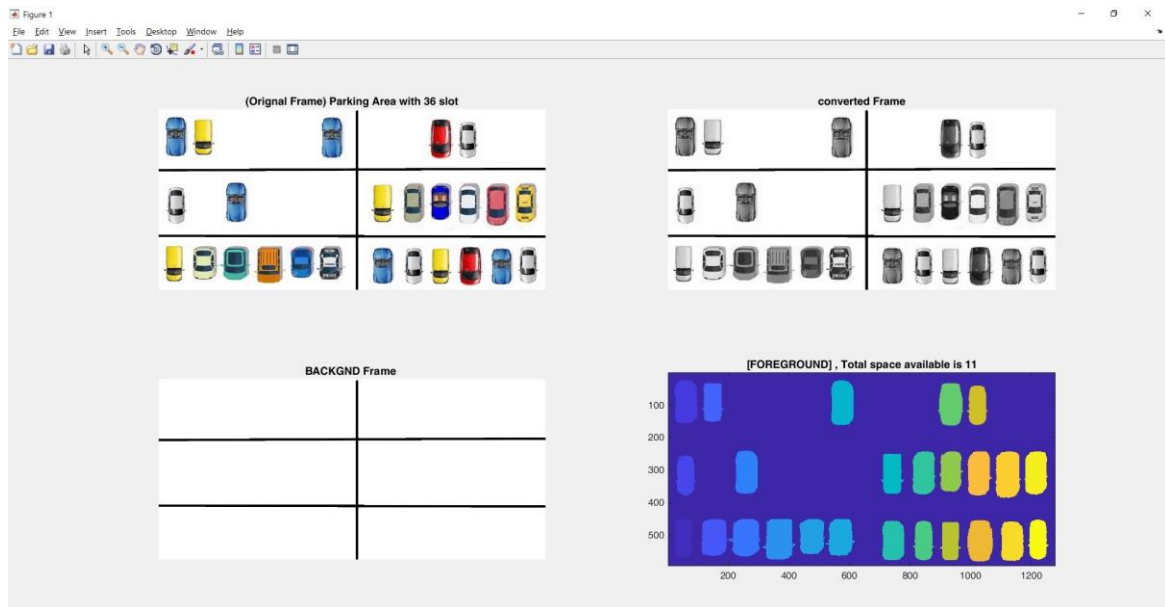 Figure 1
File Edit View Insert Tools Desktop Window Help
(Orignal Frame) Parking Area with 36 slot
converted Frame
BACKGND Frame
[FOREGROUND] , Total space available is 11
100
200
300
400
500
200 400 600 800 1000 1200